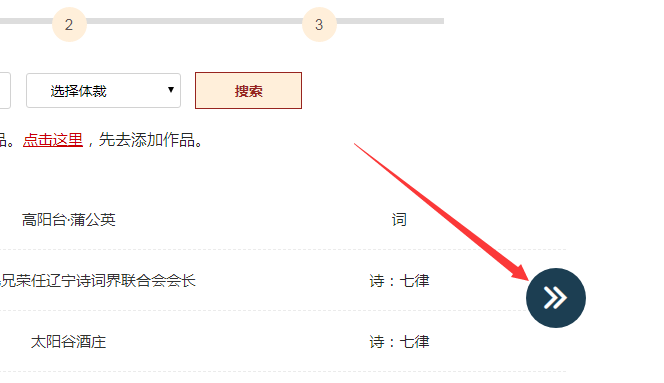 2 3
选择体裁 搜索
品。点击这里，先去添加作品。
高阳台·蒲公英 词
兄荣任辽宁诗词界联合会会长 诗：七律
太阳谷酒庄 诗：七律